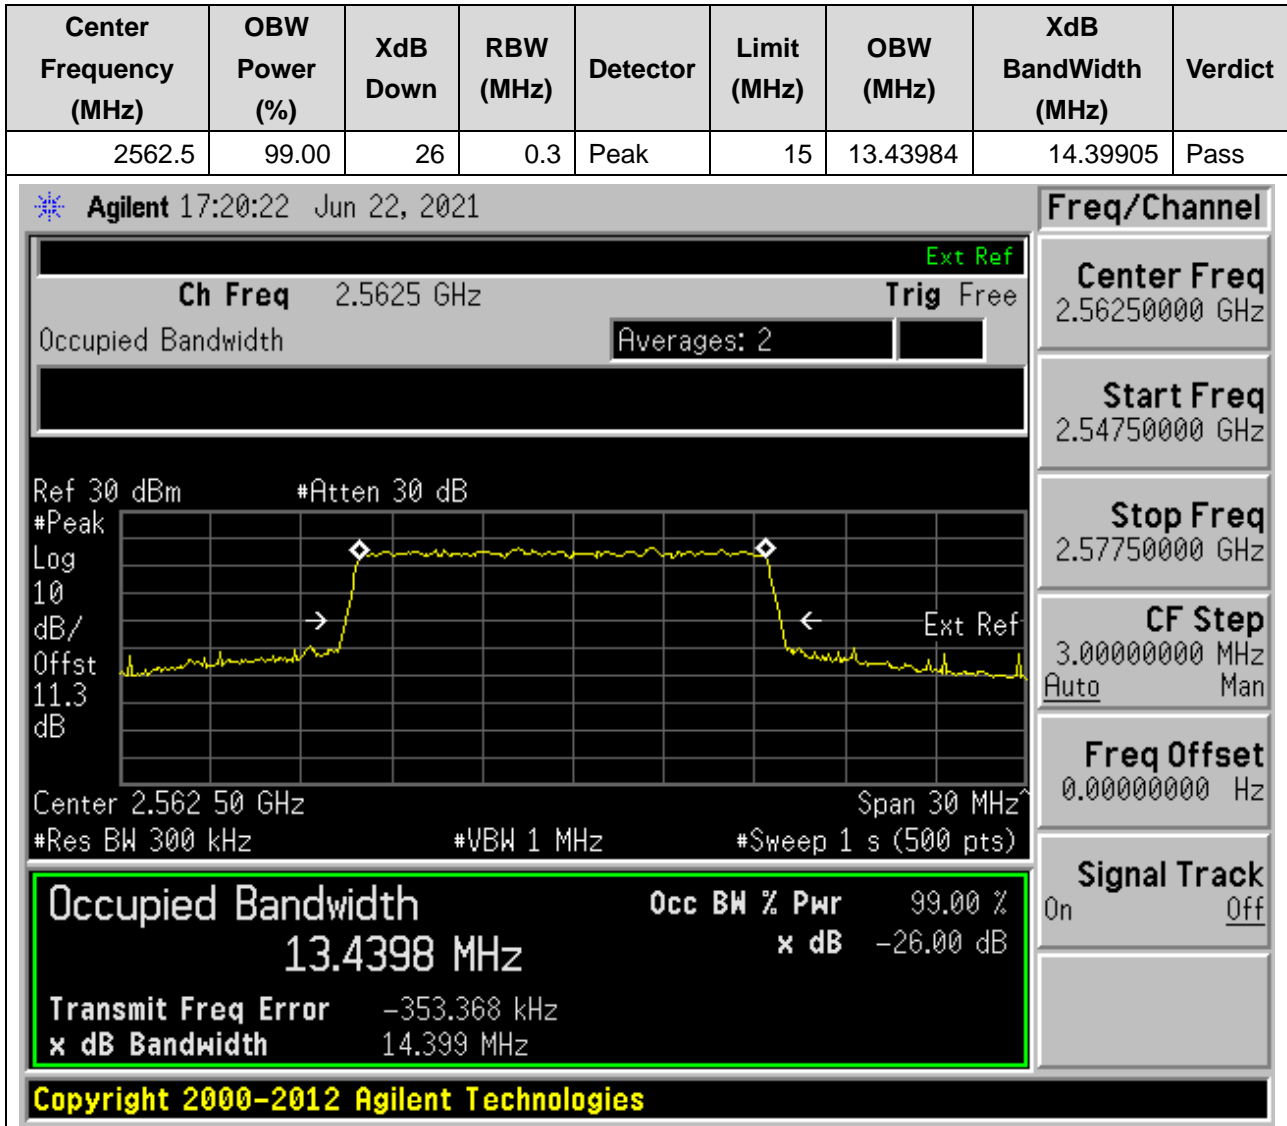 Center Frequency (MHz) OBW Power (%) XdB Down RBW (MHz) Detector Limit (MHz) OBW (MHz) XdB BandWidth (MHz) Verdict
2562.5 99.00 26 0.3 Peak 15 13.43984 14.39905 Pass
Agilent 17:20:22 Jun 22, 2021
Ext Ref
Ch Freq 2.5625 GHz Trig Free
Occupied Bandwidth Averages: 2
Ref 30 dBm #Atten 30 dB
#Peak
Log
10
dB/
Offst
11.3
dB
Ext Ref
Center 2.562 50 GHz Span 30 MHz^
#Res BW 300 kHz #VBW 1 MHz #Sweep 1 s (500 pts)
Occupied Bandwidth
13.4398 MHz
Occ BW % Pwr 99.00 %
x dB -26.00 dB
Transmit Freq Error -353.368 kHz
x dB Bandwidth 14.399 MHz
Copyright 2000-2012 Agilent Technologies
Freq/Channel
Center Freq
2.56250000 GHz
Start Freq
2.54750000 GHz
Stop Freq
2.57750000 GHz
CF Step
3.00000000 MHz
Auto Man
Freq Offset
0.00000000 Hz
Signal Track
On Off